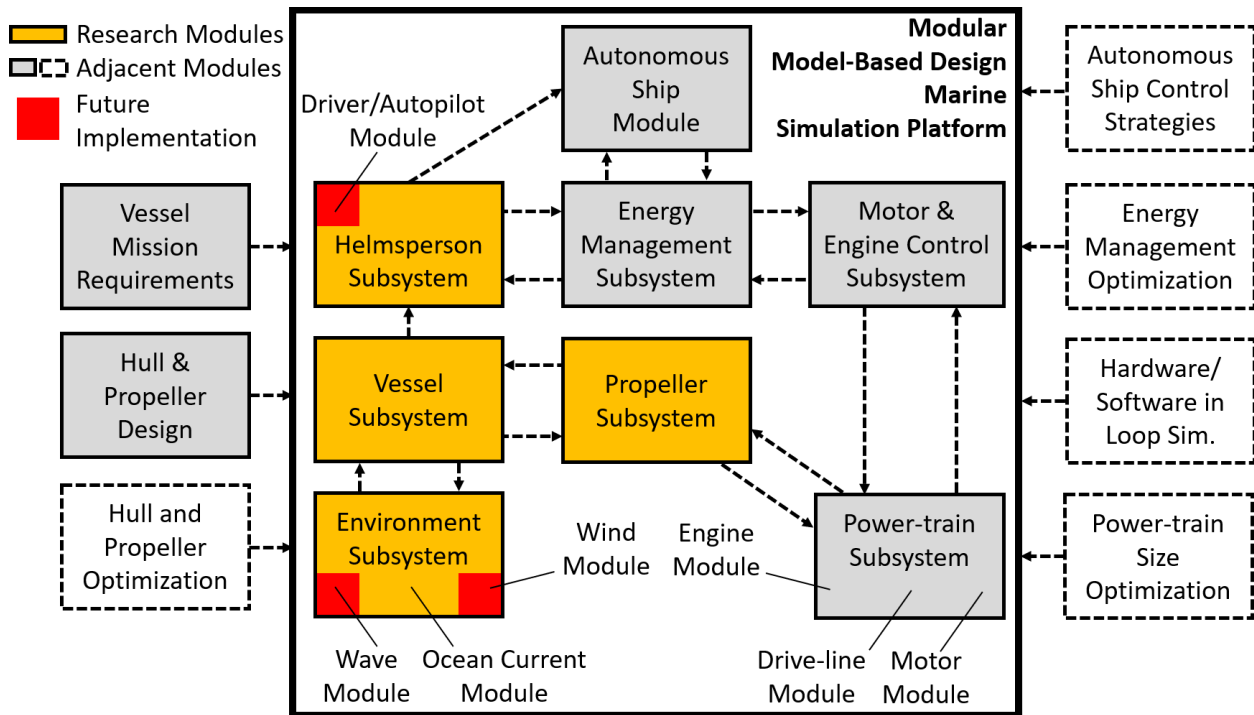 Research Modules
Adjacent Modules
Future
Implementation
Modular
Model-Based Design
Marine
Simulation Platform
Driver/Autopilot
Module
Autonomous
Ship
Module
Autonomous
Ship Control
Strategies
Vessel
Mission
Requirements
Helmsperson
Subsystem
Energy
Management
Subsystem
Motor &
Engine Control
Subsystem
Energy
Management
Optimization
Hull &
Propeller
Design
Vessel
Subsystem
Propeller
Subsystem
Hardware/
Software in
Loop Sim.
Hull and
Propeller
Optimization
Environment
Subsystem
Wind
Module
Engine
Module
Power-train
Subsystem
Power-train
Size
Optimization
Wave
Module
Ocean Current
Module
Drive-line
Module
Motor
Module